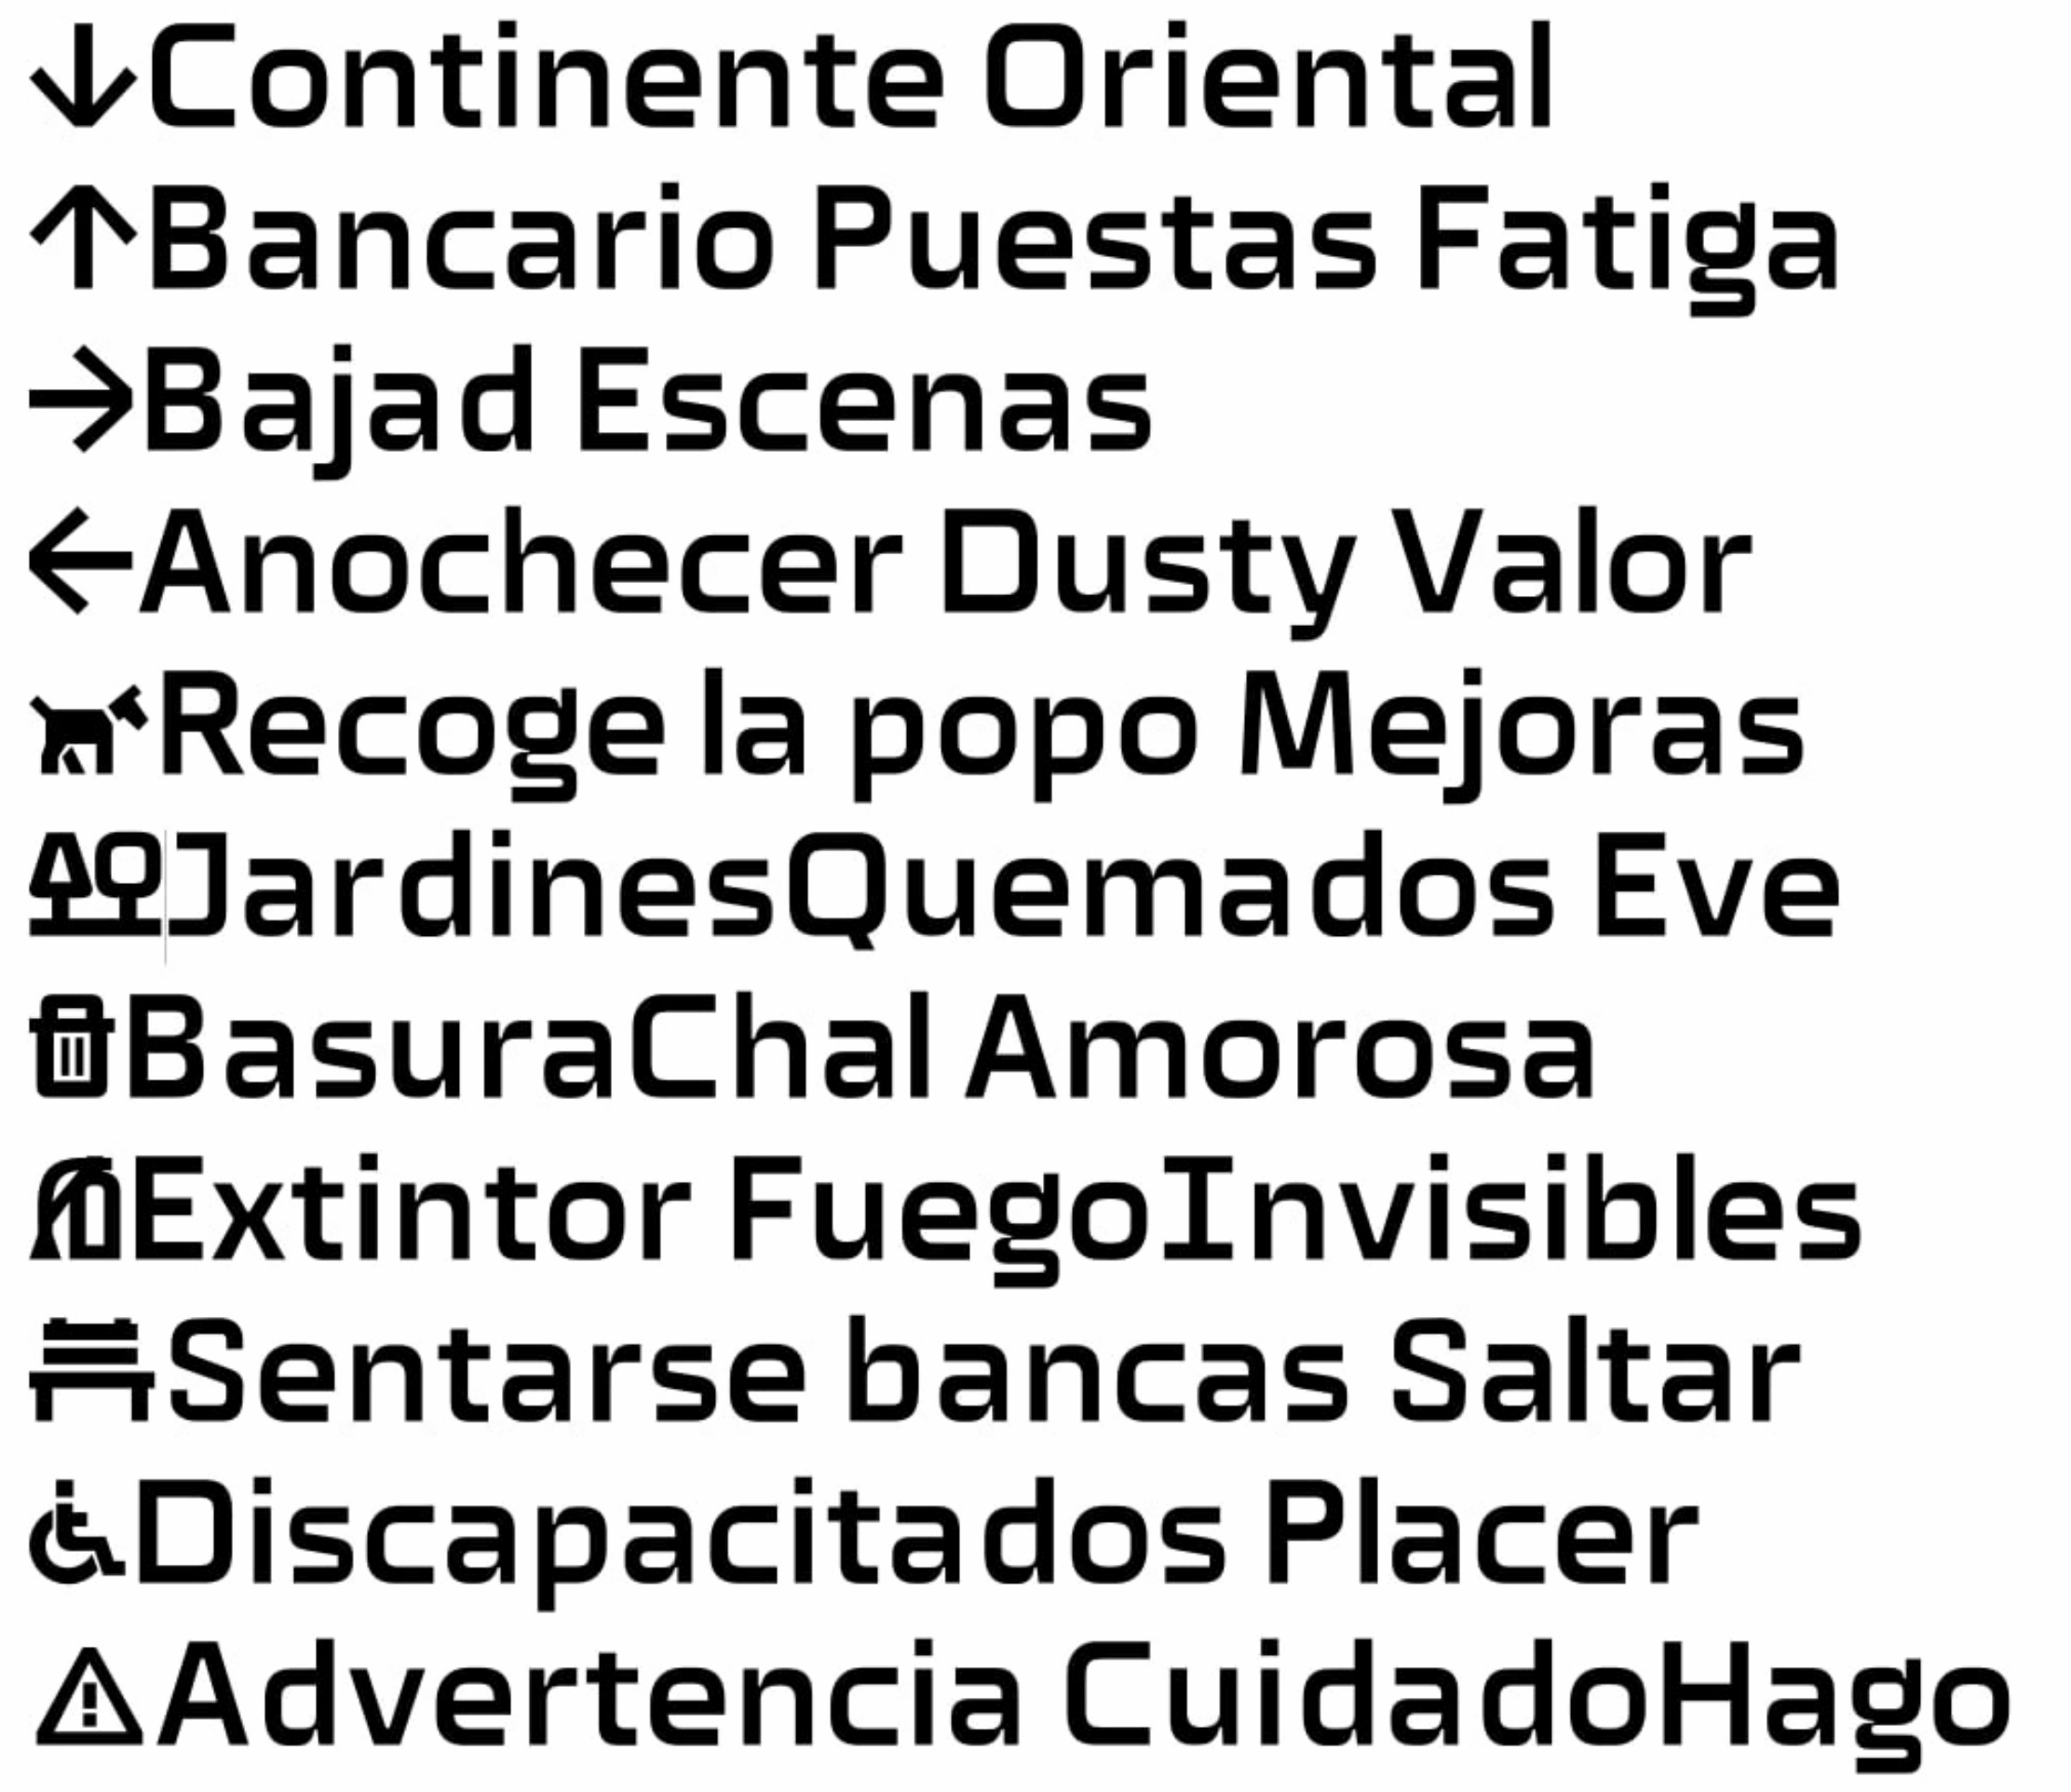 ↓Continente Oriental
↑Bancario Puestas Fatiga
→Bajad Escenas
←Anochecer Dusty Valor
Recoge la popo Mejoras
JardinesQuemados Eve
BasuraChal Amorosa
Extintor FuegoInvisibles
Sentarse bancas Saltar
♿Discapacitados Placer
⚠Advertencia CuidadoHago